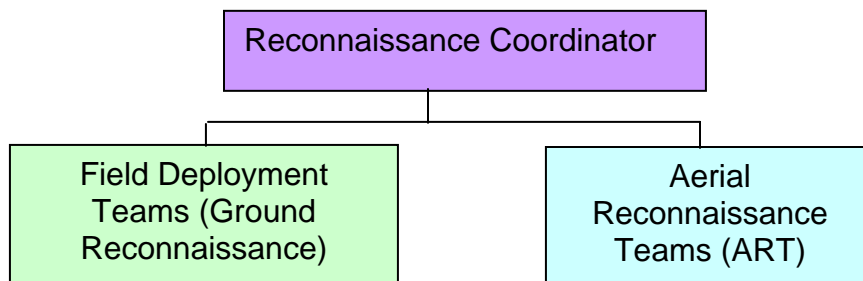 Reconnaissance Coordinator
Field Deployment
Teams (Ground
Reconnaissance)
Aerial
Reconnaissance
Teams (ART)